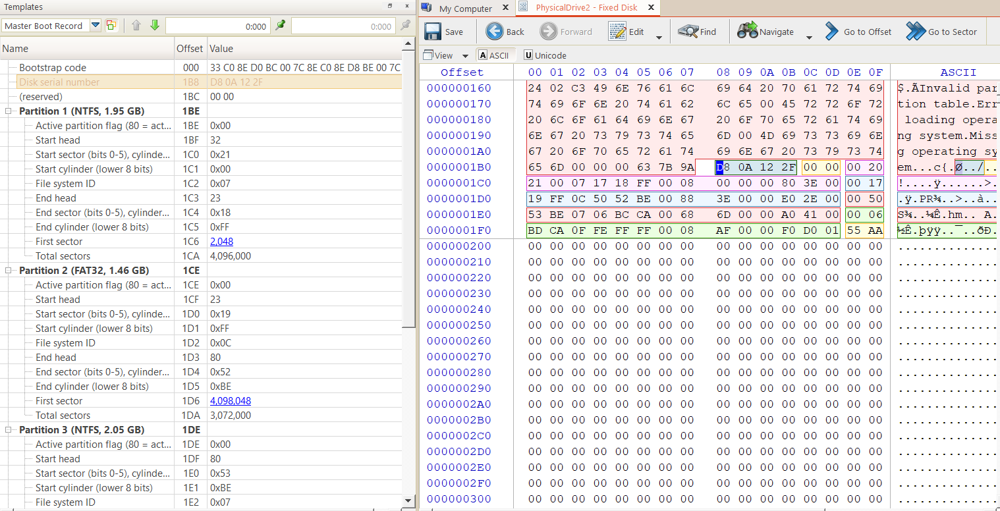 Templates
Master Boot Record 0:000 0:000
Name Offset Value
Bootstrap code 000 33 C0 8E D0 BC 00 7C 8E C0 8E D8 BE 00 7C
Disk serial number 1B8 D8 0A 12 2F
(reserved) 1BC 00 00
Partition 1 (NTFS, 1.95 GB) 1BE
Active partition flag (80 = act... 1BE 0x00
Start head 1BF 32
Start sector (bits 0-5), cylinde... 1C0 0x21
Start cylinder (lower 8 bits) 1C1 0x00
File system ID 1C2 0x07
End head 1C3 23
End sector (bits 0-5), cylinder... 1C4 0x18
End cylinder (lower 8 bits) 1C5 0xFF
First sector 1C6 2,048
Total sectors 1CA 4,096,000
Partition 2 (FAT32, 1.46 GB) 1CE
Active partition flag (80 = act... 1CE 0x00
Start head 1CF 23
Start sector (bits 0-5), cylinde... 1D0 0x19
Start cylinder (lower 8 bits) 1D1 0xFF
File system ID 1D2 0x0C
End head 1D3 80
End sector (bits 0-5), cylinder... 1D4 0x52
End cylinder (lower 8 bits) 1D5 0xBE
First sector 1D6 4,098,048
Total sectors 1DA 3,072,000
Partition 3 (NTFS, 2.05 GB) 1DE
Active partition flag (80 = act... 1DE 0x00
Start head 1DF 80
Start sector (bits 0-5), cylinde... 1E0 0x53
Start cylinder (lower 8 bits) 1E1 0xBE
File system ID 1E2 0x07
My Computer PhysicalDrive2 - Fixed Disk
Save Back Forward Edit Find Navigate Go to Offset Go to Sector
View A ASCII U Unicode
Offset 00 01 02 03 04 05 06 07 08 09 0A 0B 0C 0D 0E 0F ASCII
000000160 24 02 C3 49 6E 76 61 6C 69 64 20 70 61 72 74 69 $.ÃInvalid par
000000170 74 69 6F 6E 20 74 61 62 6C 65 00 45 72 72 6F 72 tion table.Err
000000180 20 6C 6F 61 64 69 6E 67 20 6F 70 65 72 61 74 69 loading opera
000000190 6E 67 20 73 79 73 74 65 6D 00 4D 69 73 73 69 6E ng system.Miss
0000001A0 67 20 6F 70 65 72 61 74 69 6E 67 20 73 79 73 74 g operating sy
0000001B0 65 6D 00 00 00 63 7B 9A D8 0A 12 2F 00 00 00 20 em...c{.Ø../..
0000001C0 21 00 07 17 18 FF 00 08 00 00 00 80 3E 00 00 17 !....ÿ......>.
0000001D0 19 FF 0C 50 52 BE 00 88 3E 00 00 E0 2E 00 00 50 .ÿ.PR¾..>..à..
0000001E0 53 BE 07 06 BC CA 00 68 6D 00 00 A0 41 00 00 06 S¾..¼Ê.hm.. A.
0000001F0 BD CA 0F FE FF FF 00 08 AF 00 00 F0 D0 01 55 AA ½Ê.þÿÿ..¯..ðÐ.
000000200 00 00 00 00 00 00 00 00 00 00 00 00 00 00 00 00 ..............
000000210 00 00 00 00 00 00 00 00 00 00 00 00 00 00 00 00 ..............
000000220 00 00 00 00 00 00 00 00 00 00 00 00 00 00 00 00 ..............
000000230 00 00 00 00 00 00 00 00 00 00 00 00 00 00 00 00 ..............
000000240 00 00 00 00 00 00 00 00 00 00 00 00 00 00 00 00 ..............
000000250 00 00 00 00 00 00 00 00 00 00 00 00 00 00 00 00 ..............
000000260 00 00 00 00 00 00 00 00 00 00 00 00 00 00 00 00 ..............
000000270 00 00 00 00 00 00 00 00 00 00 00 00 00 00 00 00 ..............
000000280 00 00 00 00 00 00 00 00 00 00 00 00 00 00 00 00 ..............
000000290 00 00 00 00 00 00 00 00 00 00 00 00 00 00 00 00 ..............
0000002A0 00 00 00 00 00 00 00 00 00 00 00 00 00 00 00 00 ..............
0000002B0 00 00 00 00 00 00 00 00 00 00 00 00 00 00 00 00 ..............
0000002C0 00 00 00 00 00 00 00 00 00 00 00 00 00 00 00 00 ..............
0000002D0 00 00 00 00 00 00 00 00 00 00 00 00 00 00 00 00 ..............
0000002E0 00 00 00 00 00 00 00 00 00 00 00 00 00 00 00 00 ..............
0000002F0 00 00 00 00 00 00 00 00 00 00 00 00 00 00 00 00 ..............
000000300 00 00 00 00 00 00 00 00 00 00 00 00 00 00 00 00 ..............